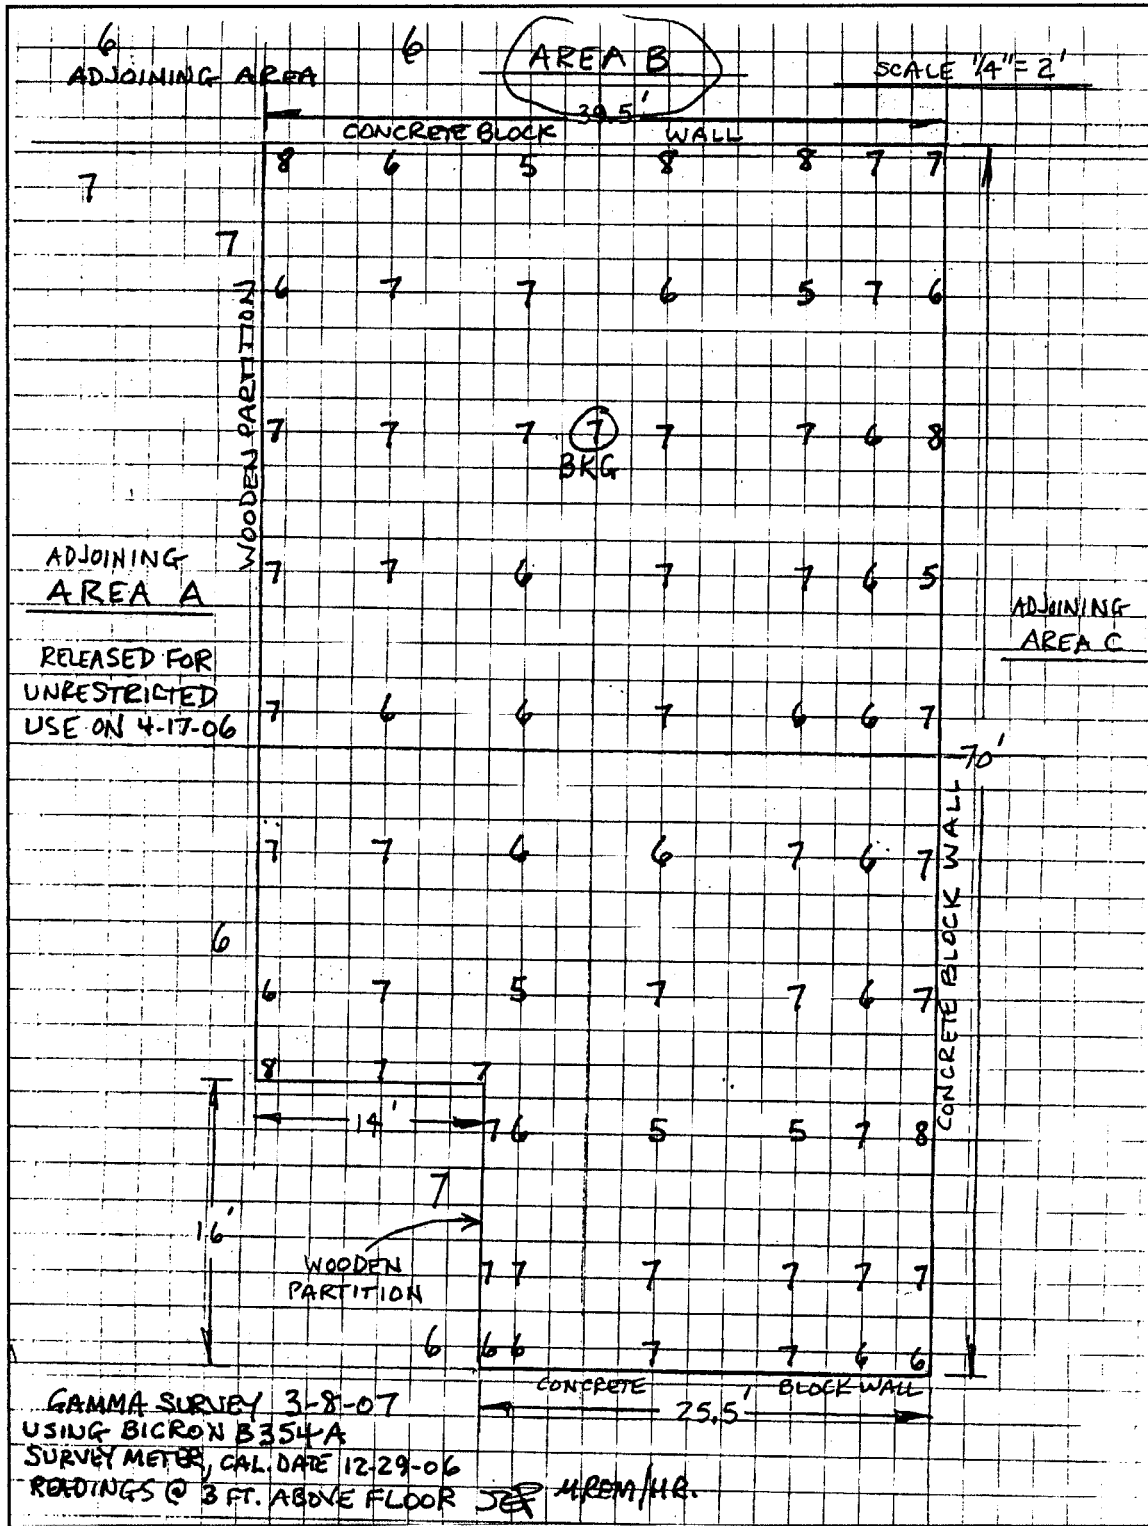 6 6 AREA B
ADJOINING AREA SCALE 1/4"= 2'
39.5'
CONCRETE BLOCK WALL
8 6 5 8 8 7 7
7
7
6 7 7 6 5 7 6
WOODEN PARTITION
7 7 7 7 7 7 6 8
BKG
ADJOINING
AREA A
7 7 6 7 7 6 5
ADJOINING
AREA C
RELEASED FOR
UNRESTRICTED
USE ON 4-17-06
7 6 6 7 6 6 7
70'
7 7 6 6 7 6 7
CONCRETE BLOCK WALL
6
6 7 5 7 7 6 7
8 7 7
14'
7 6 5 5 7 8
7
16'
WOODEN
PARTITION
7 7 7 7 7 7
6 6 6 7 7 6 6
CONCRETE BLOCK WALL
25.5'
GAMMA SURVEY 3-8-07
USING BICRON B354-A
SURVEY METER, CAL. DATE 12-29-06
READINGS @ 3 FT. ABOVE FLOOR μREM/HR.